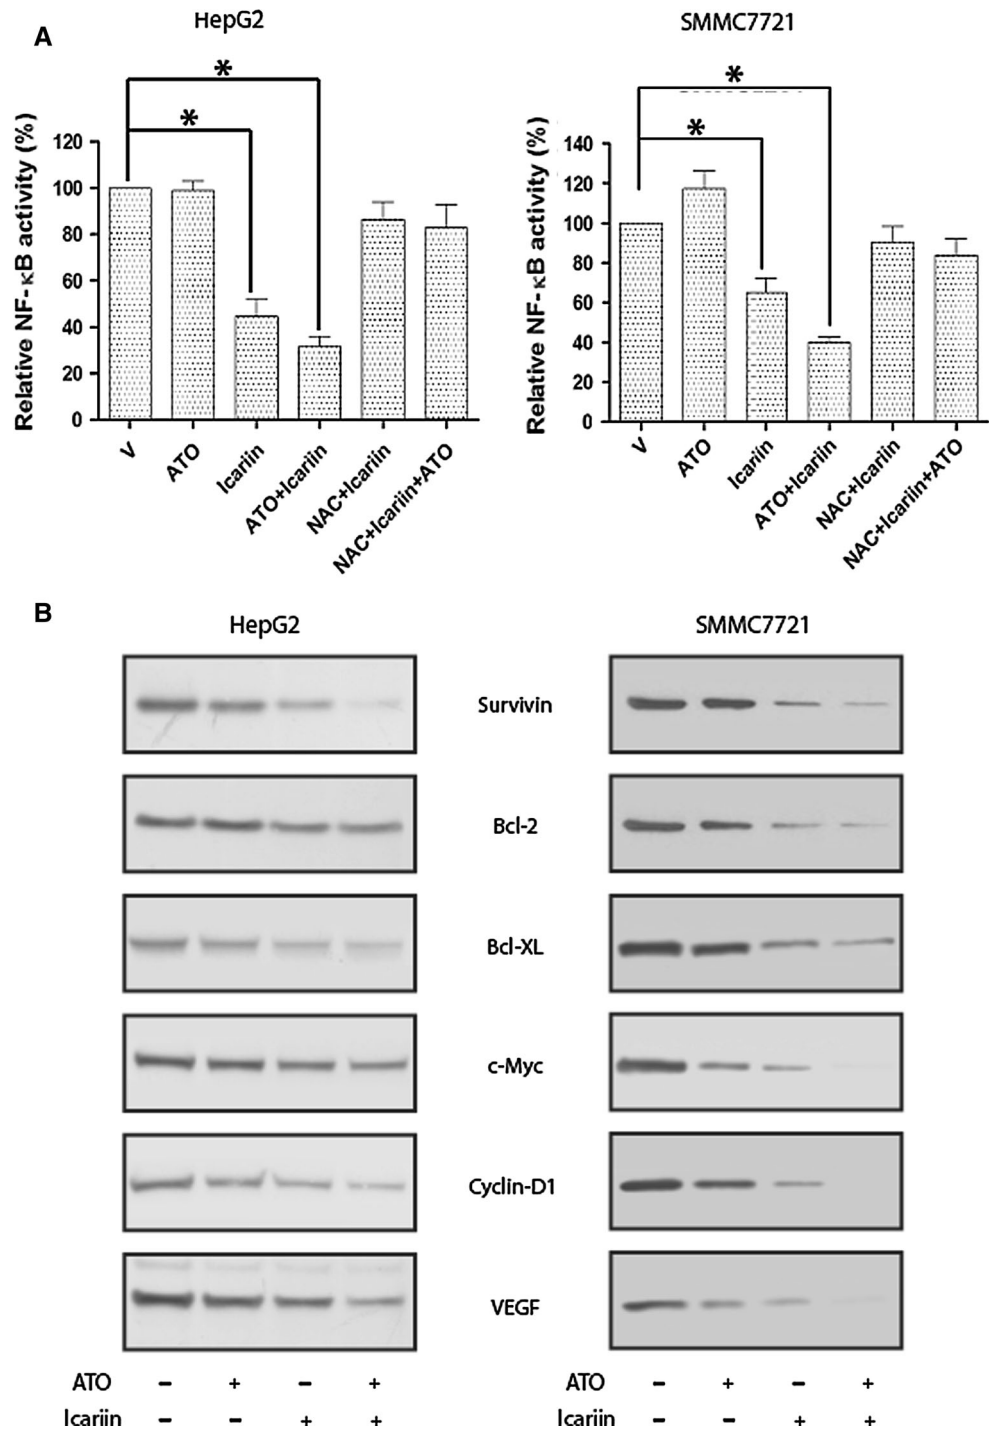 A
HepG2
SMMC7721
*
*
*
*
Relative NF-κB activity (%)
120
100
80
60
40
20
0
V
ATO
Icariin
ATO+Icariin
NAC+Icariin
NAC+Icariin+ATO
Relative NF-κB activity (%)
140
120
100
80
60
40
20
0
V
ATO
Icariin
ATO+Icariin
NAC+Icariin
NAC+Icariin+ATO
B
HepG2
SMMC7721
Survivin
Bcl-2
Bcl-XL
c-Myc
Cyclin-D1
VEGF
ATO - + - +
Icariin - - + +
ATO - + - +
Icariin - - + +